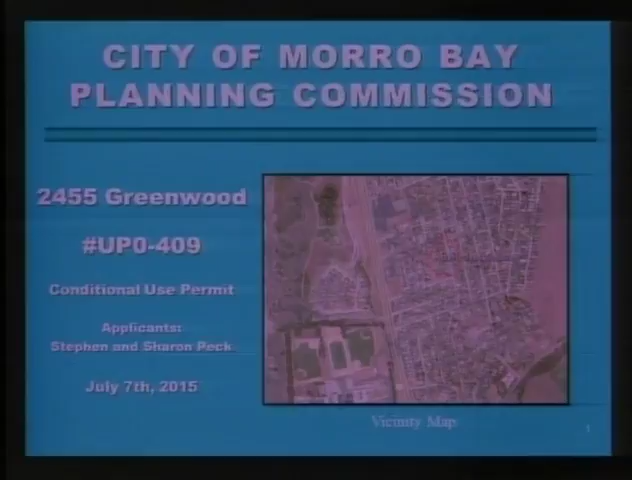 CITY OF MORRO BAY
PLANNING COMMISSION
2455 Greenwood
#UP0-409
Conditional Use Permit
Applicants:
Stephen and Sharon Peck
July 7th, 2015
Vicinity Map
1